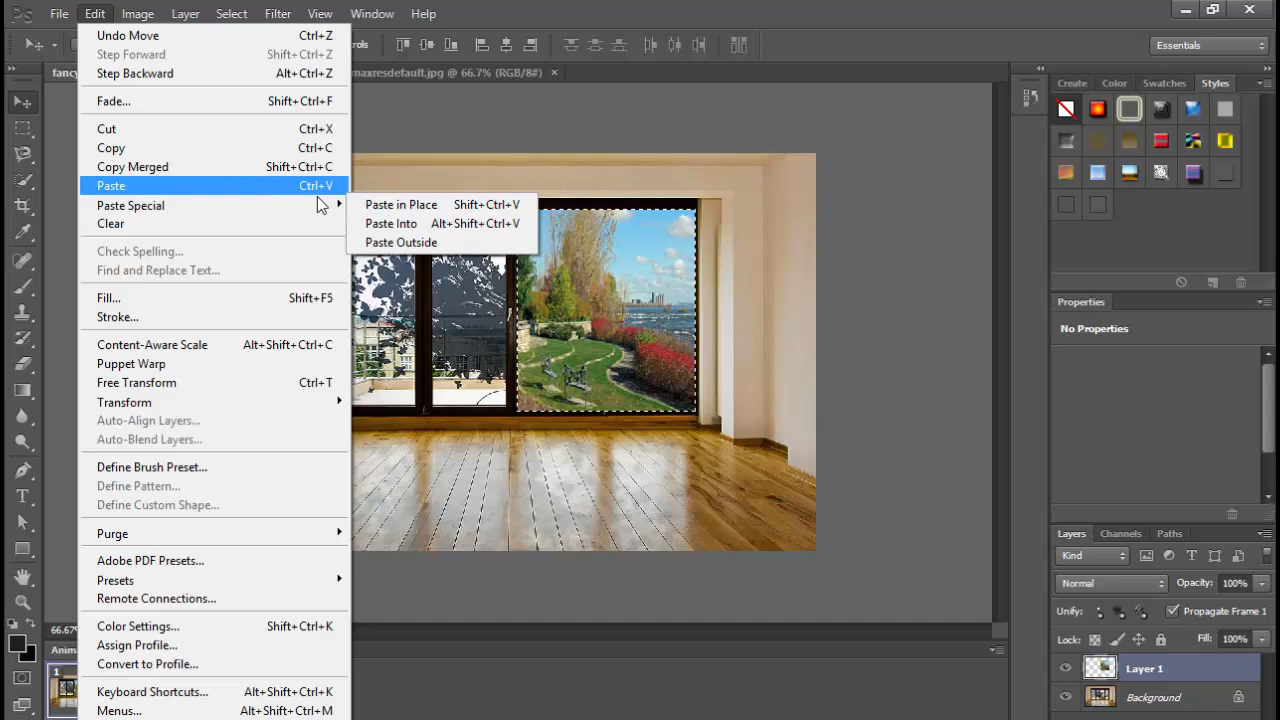 Ps File Edit Image Layer Select Filter View Window Help
Essentials
fancy
maxresdefault.jpg @ 66.7% (RGB/8#) ×
Undo Move Ctrl+Z
Step Forward Shift+Ctrl+Z
Step Backward Alt+Ctrl+Z
Fade... Shift+Ctrl+F
Cut Ctrl+X
Copy Ctrl+C
Copy Merged Shift+Ctrl+C
Paste Ctrl+V
Paste Special
Clear
Check Spelling...
Find and Replace Text...
Fill... Shift+F5
Stroke...
Content-Aware Scale Alt+Shift+Ctrl+C
Puppet Warp
Free Transform Ctrl+T
Transform
Auto-Align Layers...
Auto-Blend Layers...
Define Brush Preset...
Define Pattern...
Define Custom Shape...
Purge
Adobe PDF Presets...
Presets
Remote Connections...
Color Settings... Shift+Ctrl+K
Assign Profile...
Convert to Profile...
Keyboard Shortcuts... Alt+Shift+Ctrl+K
Menus... Alt+Shift+Ctrl+M
Paste in Place Shift+Ctrl+V
Paste Into Alt+Shift+Ctrl+V
Paste Outside
66.67%
1
Create Color Swatches Styles
Properties
No Properties
Layers Channels Paths
Kind
Normal Opacity: 100%
Unify: Propagate Frame 1
Lock: Fill: 100%
Layer 1
Background